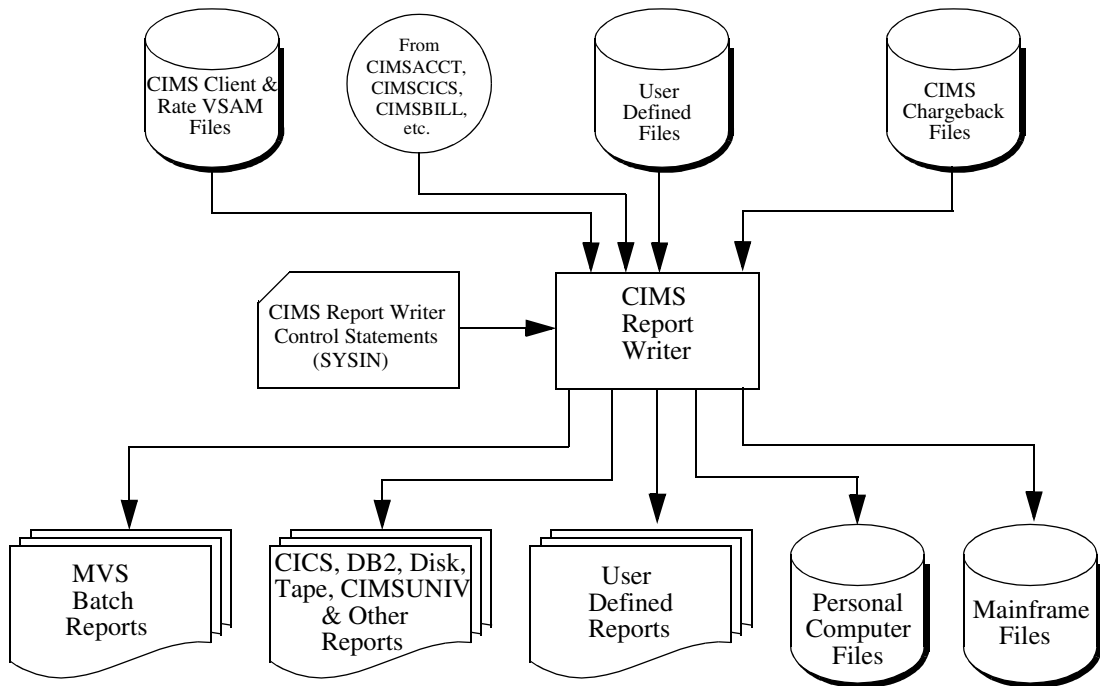 CIMS Client &
Rate VSAM
Files
From
CIMSACCT,
CIMSCICS,
CIMSBILL,
etc.
User
Defined
Files
CIMS
Chargeback
Files
CIMS Report Writer
Control Statements
(SYSIN)
CIMS
Report
Writer
MVS
Batch
Reports
CICS, DB2, Disk,
Tape, CIMSUNIV
& Other
Reports
User
Defined
Reports
Personal
Computer
Files
Mainframe
Files